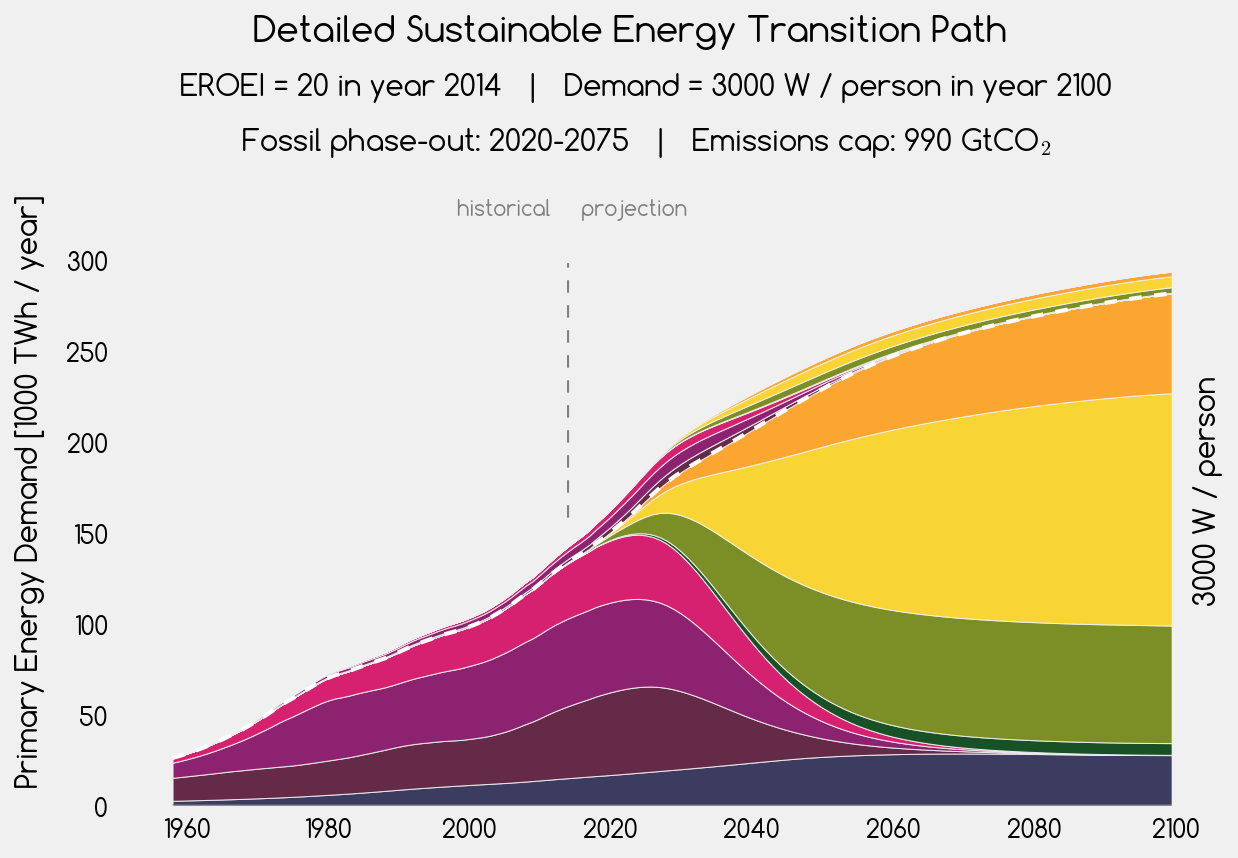 Detailed Sustainable Energy Transition Path
EROEI = 20 in year 2014 | Demand = 3000 W / person in year 2100
Fossil phase-out: 2020-2075 | Emissions cap: 990 GtCO₂
historical projection
Primary Energy Demand [1000 TWh / year]
300
250
200
150
100
50
0
3000 W / person
1960 1980 2000 2020 2040 2060 2080 2100